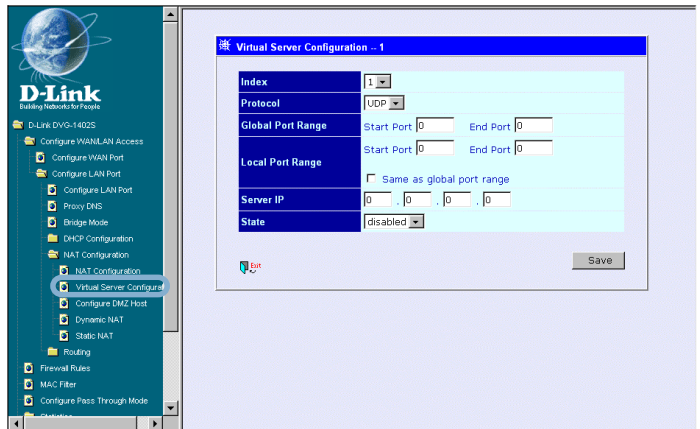 D-Link
Building Networks for People
D-Link DVG-1402S
Configure WAN/LAN Access
Configure WAN Port
Configure LAN Port
Configure LAN Port
Proxy DNS
Bridge Mode
DHCP Configuration
NAT Configuration
NAT Configuration
Virtual Server Configurat
Configure DMZ Host
Dynamic NAT
Static NAT
Routing
Firewall Rules
MAC Filter
Configure Pass Through Mode
Statistics
Virtual Server Configuration -- 1
Index 1
Protocol UDP
Global Port Range Start Port 0 End Port 0
Local Port Range Start Port 0 End Port 0
Same as global port range
Server IP 0 . 0 . 0 . 0
State disabled
Exit Save